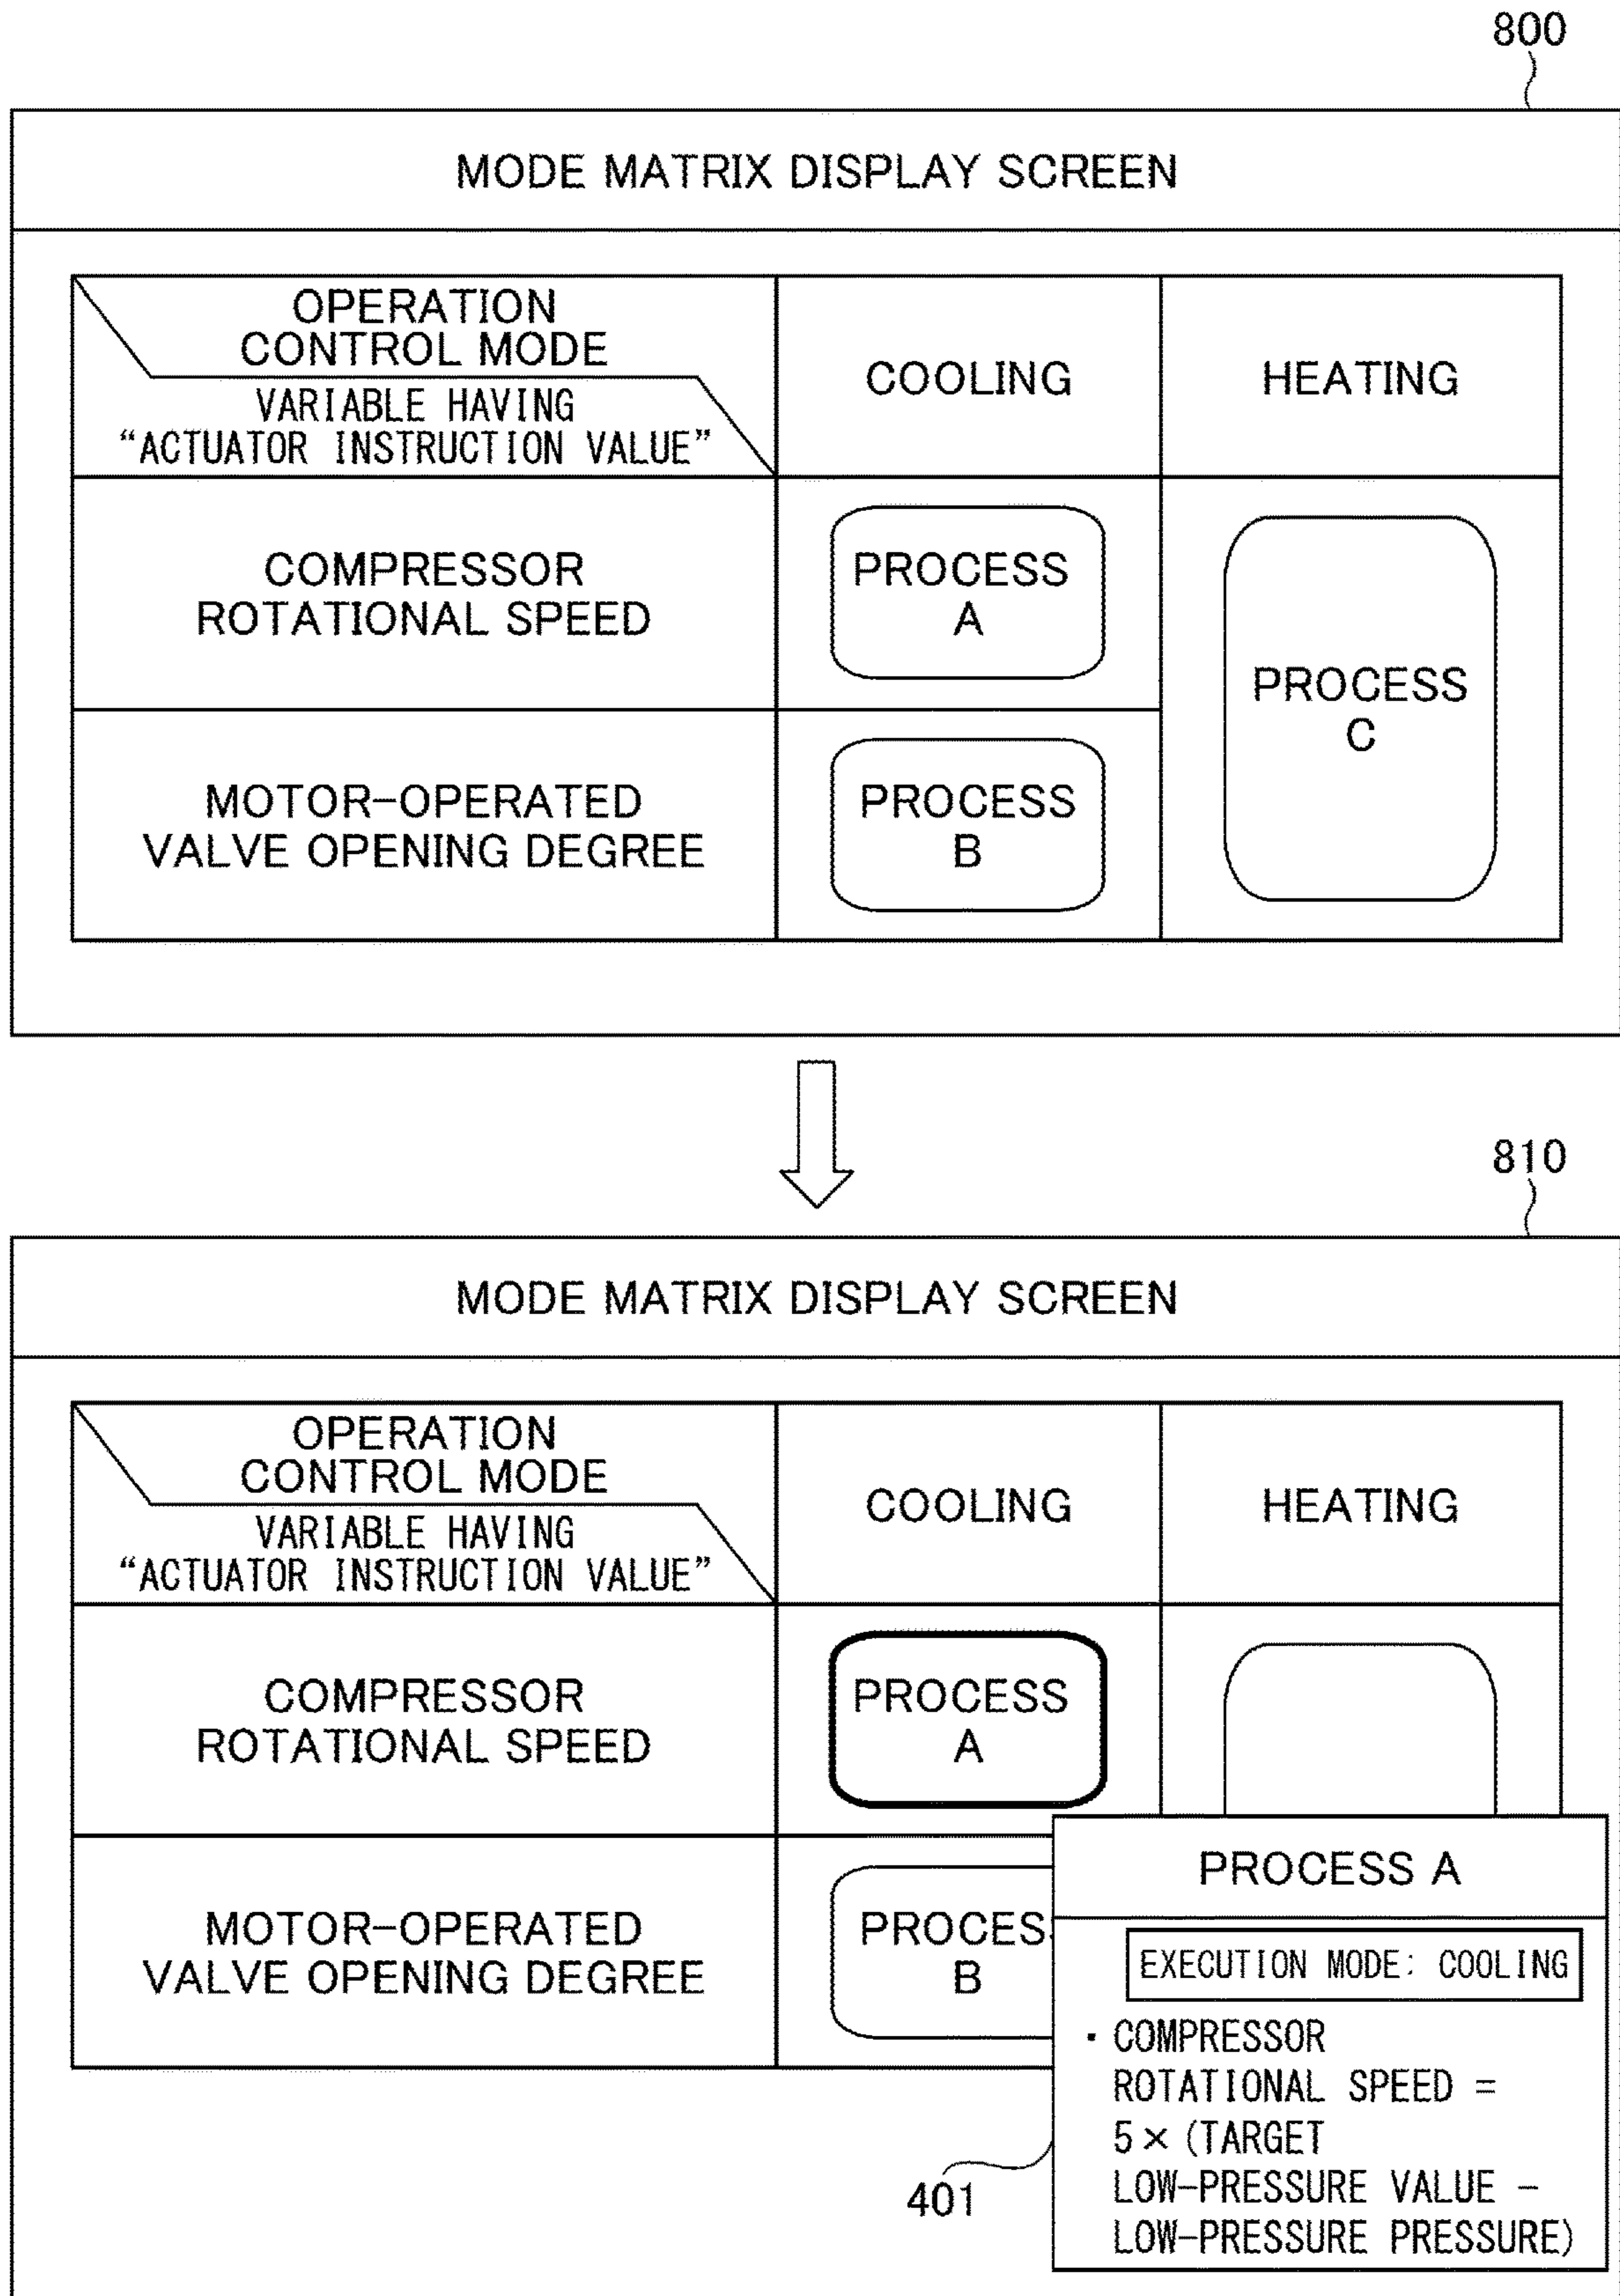 800
MODE MATRIX DISPLAY SCREEN
OPERATION
CONTROL MODE
VARIABLE HAVING
“ACTUATOR INSTRUCTION VALUE”
COOLING
HEATING
COMPRESSOR
ROTATIONAL SPEED
PROCESS
A
PROCESS
C
MOTOR-OPERATED
VALVE OPENING DEGREE
PROCESS
B
810
MODE MATRIX DISPLAY SCREEN
OPERATION
CONTROL MODE
VARIABLE HAVING
“ACTUATOR INSTRUCTION VALUE”
COOLING
HEATING
COMPRESSOR
ROTATIONAL SPEED
PROCESS
A
MOTOR-OPERATED
VALVE OPENING DEGREE
PROCES
B
PROCESS A
EXECUTION MODE: COOLING
・COMPRESSOR
ROTATIONAL SPEED =
5×(TARGET
LOW-PRESSURE VALUE -
LOW-PRESSURE PRESSURE)
401